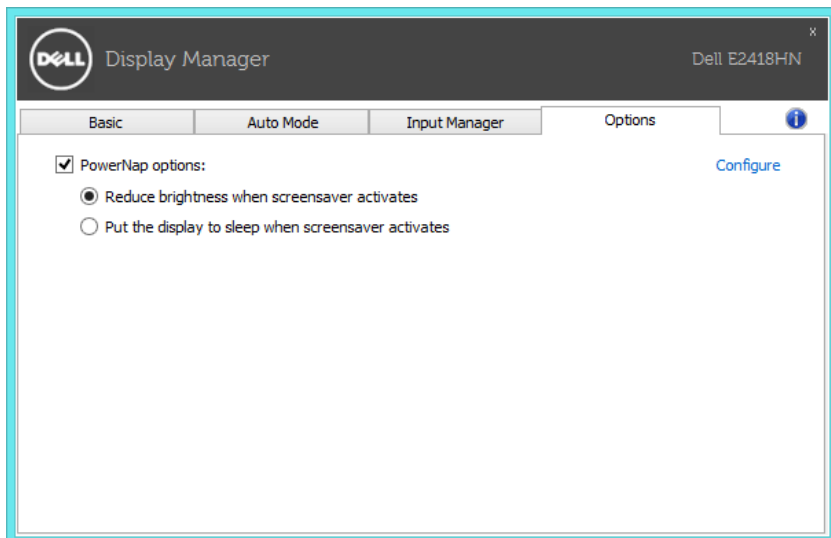 DELL
Display Manager
x
Dell E2418HN
Basic
Auto Mode
Input Manager
Options
i
PowerNap options:
Configure
Reduce brightness when screensaver activates
Put the display to sleep when screensaver activates